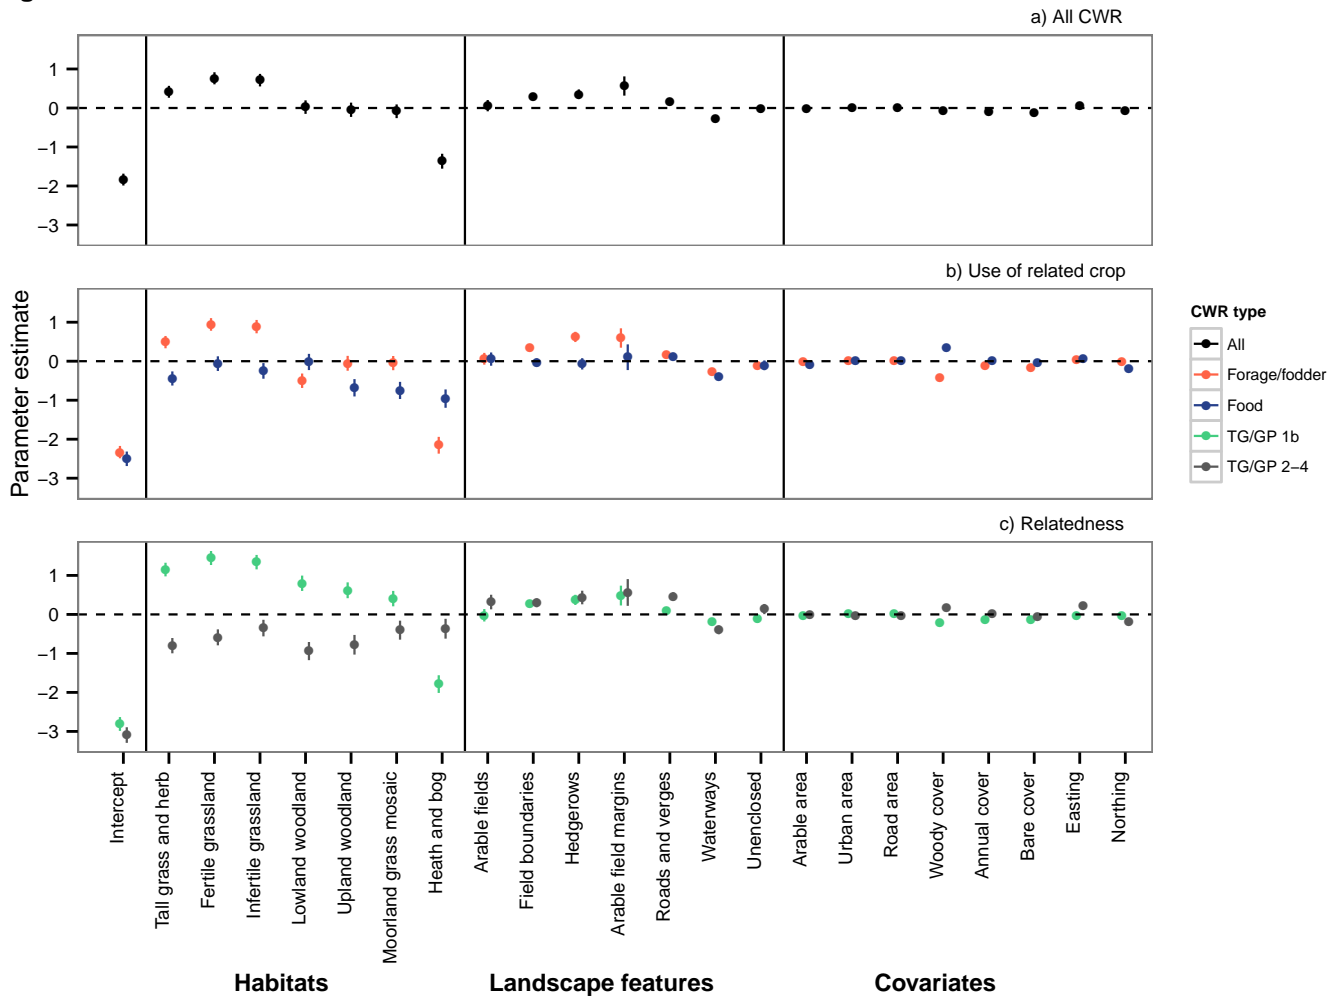 a) All CWR
1
0
−1
−2
−3
b) Use of related crop
1
0
−1
−2
−3
c) Relatedness
1
0
−1
−2
−3
Parameter estimate
CWR type
All
Forage/fodder
Food
TG/GP 1b
TG/GP 2−4
Intercept
Tall grass and herb
Fertile grassland
Infertile grassland
Lowland woodland
Upland woodland
Moorland grass mosaic
Heath and bog
Arable fields
Field boundaries
Hedgerows
Arable field margins
Roads and verges
Waterways
Unenclosed
Arable area
Urban area
Road area
Woody cover
Annual cover
Bare cover
Easting
Northing
Habitats
Landscape features
Covariates